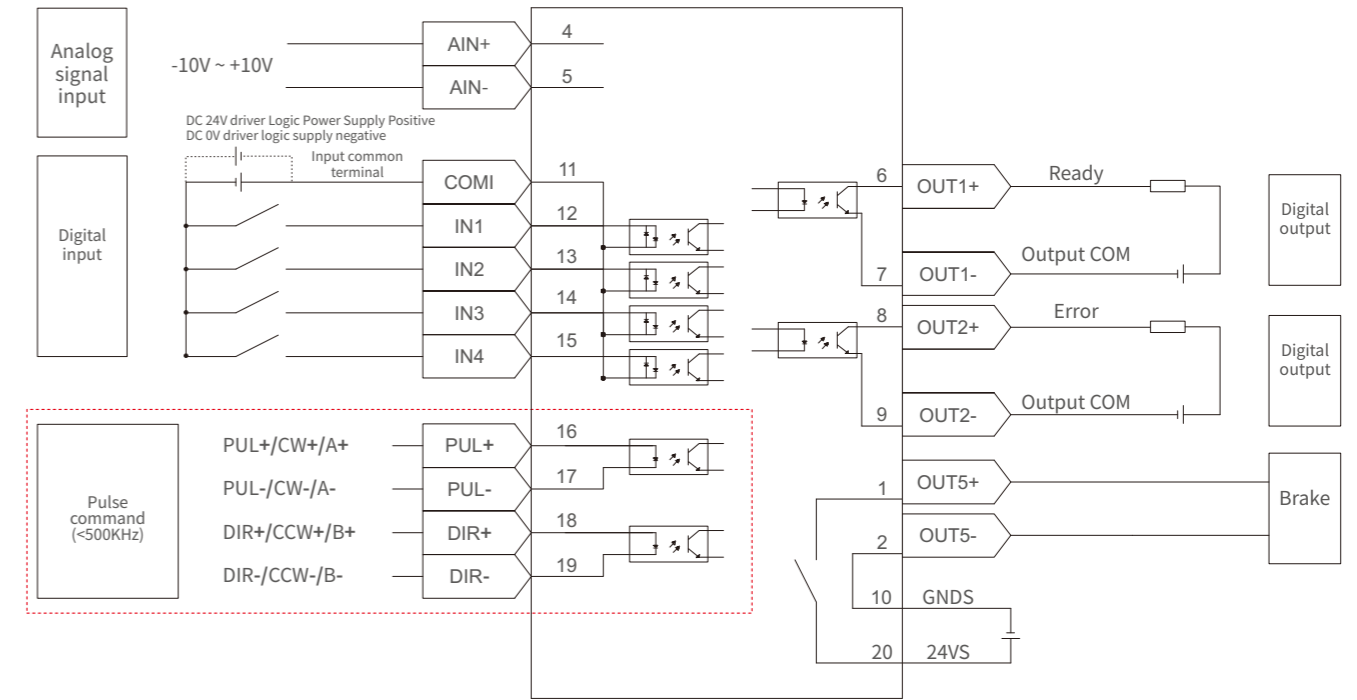 Analog
signal
input
-10V ~ +10V
AIN+
4
AIN-
5
DC 24V driver Logic Power Supply Positive
DC 0V driver logic supply negative
Input common
terminal
Digital
input
COMI
11
IN1
12
IN2
13
IN3
14
IN4
15
6
OUT1+
Ready
7
OUT1-
Output COM
Digital
output
8
OUT2+
Error
9
OUT2-
Output COM
Digital
output
Pulse
command
(<500KHz)
PUL+/CW+/A+
PUL+
16
PUL-/CW-/A-
PUL-
17
DIR+/CCW+/B+
DIR+
18
DIR-/CCW-/B-
DIR-
19
1
OUT5+
2
OUT5-
Brake
10
GNDS
20
24VS